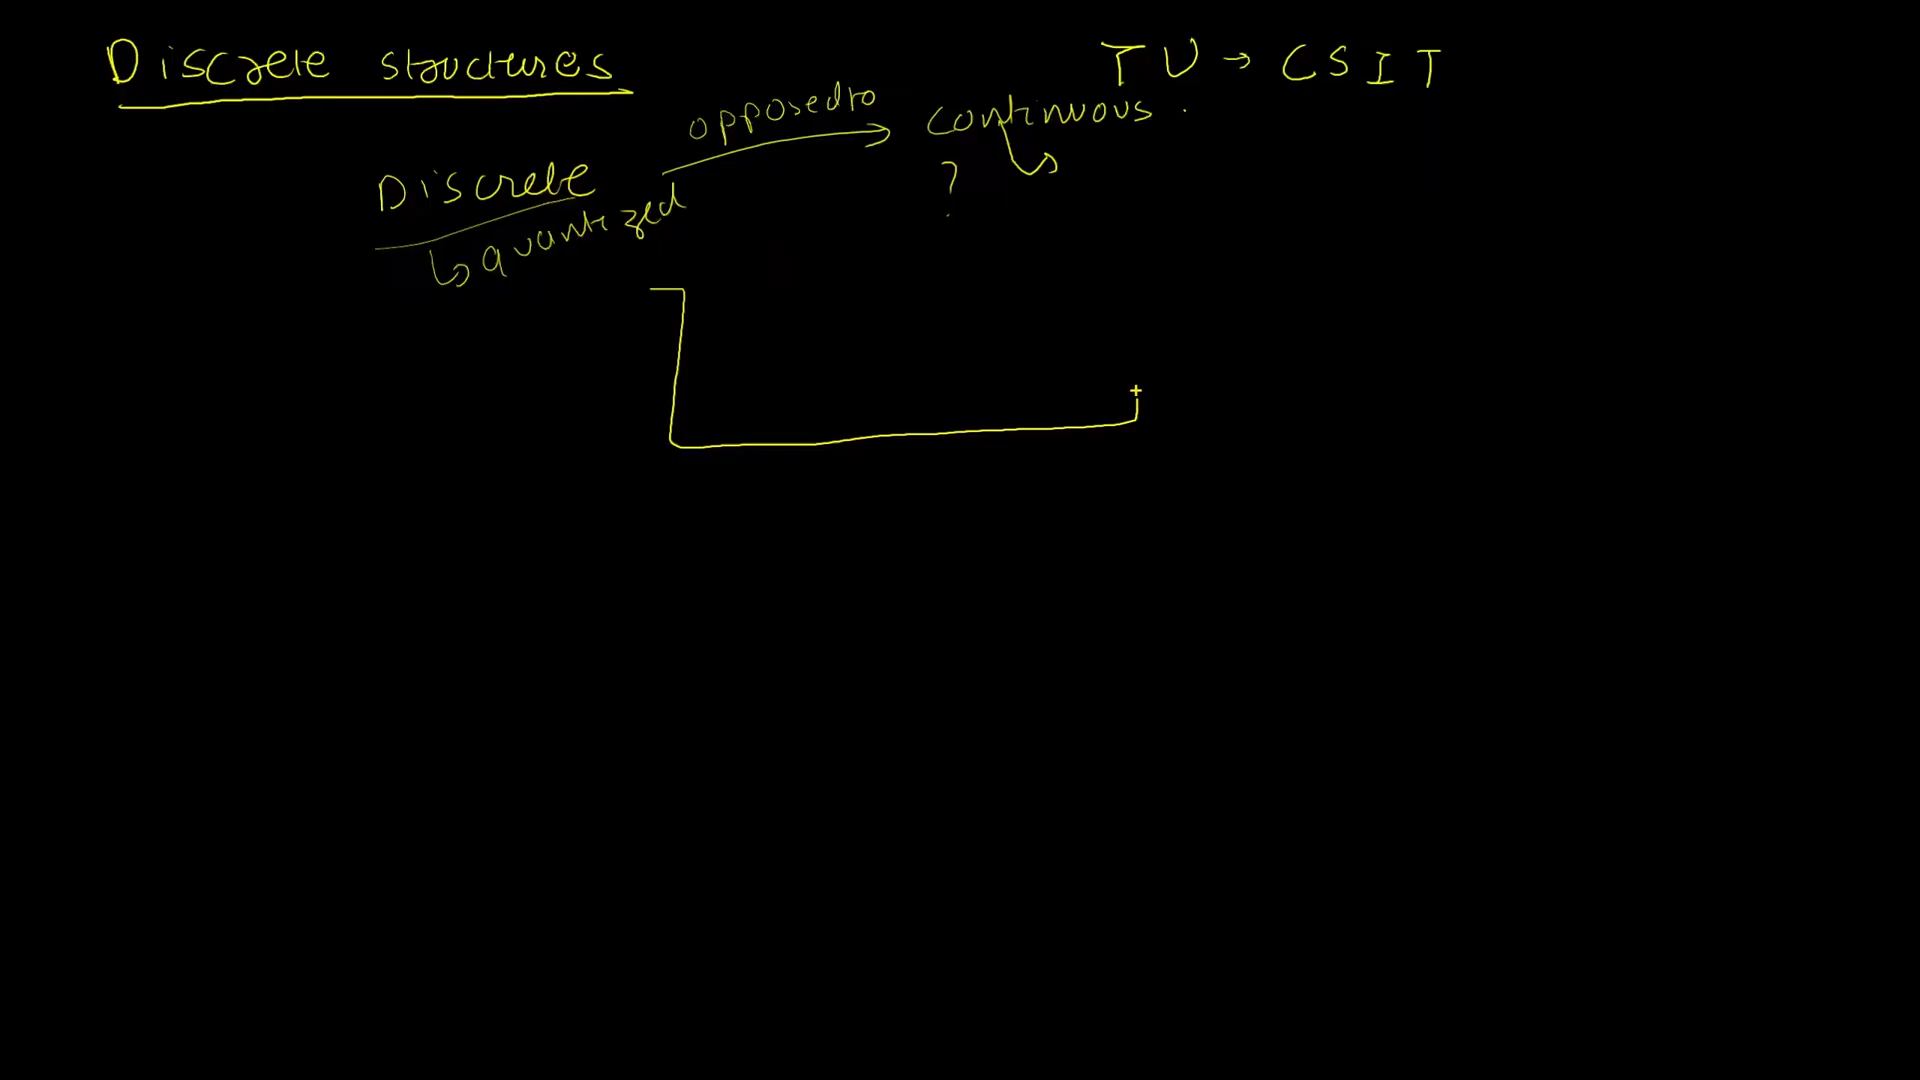 Discrete structures
TU → CSIT
opposed to
continuous .
Discrete
?
↳ quantized